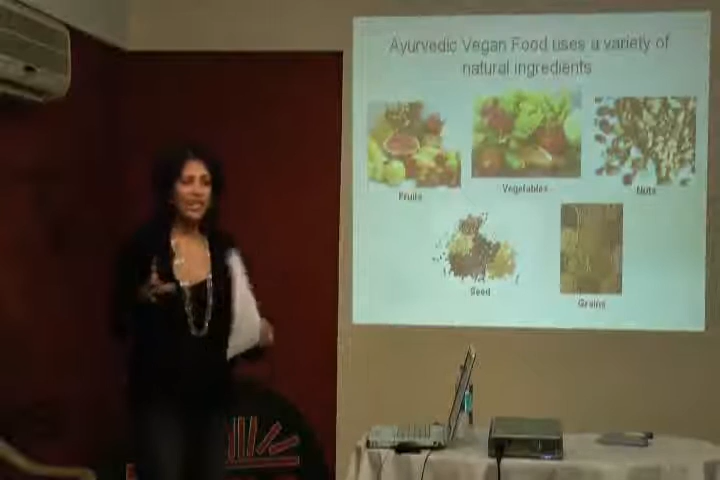 Ayurvedic Vegan Food uses a variety of
natural ingredients
Fruits
Vegetables
Nuts
Seed
Grains